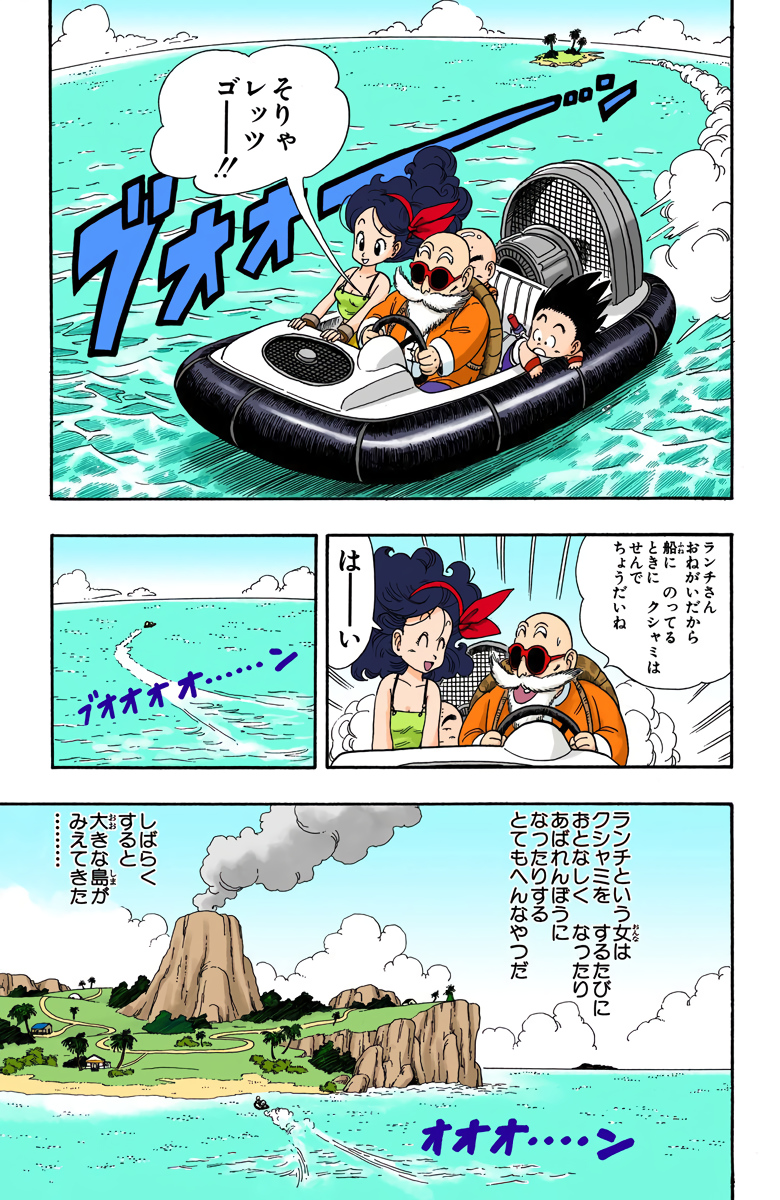 そりゃ
レッツ
ゴーーー!!
ブオオーーー…ン
ランチさん
おねがいだから
船に のってる
ときに クシャミは
せんで
ちょうだいね
はーーい
ブオオオオ……ン
ランチという女は
クシャミを するたびに
おとなしく なったり
あばれんぼうに
なったりする
とてもへんなやつだ
しばらく
すると
大きな島が
みえてきた
………
オオオ‥‥ン